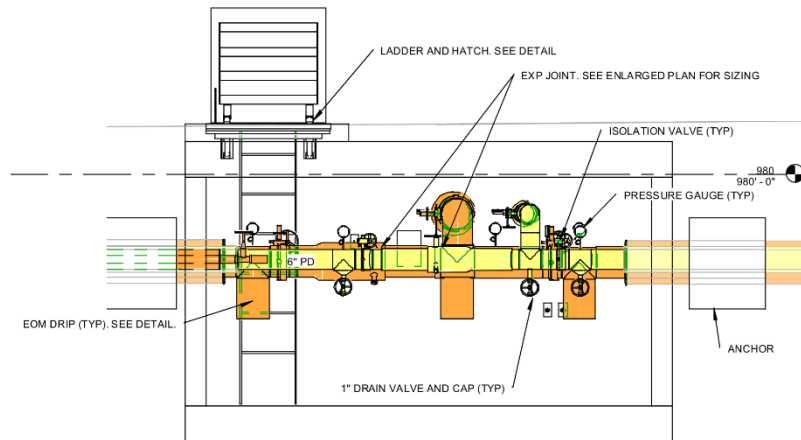 LADDER AND HATCH. SEE DETAIL
EXP JOINT. SEE ENLARGED PLAN FOR SIZING
ISOLATION VALVE (TYP)
980
980' - 0"
PRESSURE GAUGE (TYP)
6" PD
EOM DRIP (TYP). SEE DETAIL.
ANCHOR
1" DRAIN VALVE AND CAP (TYP)